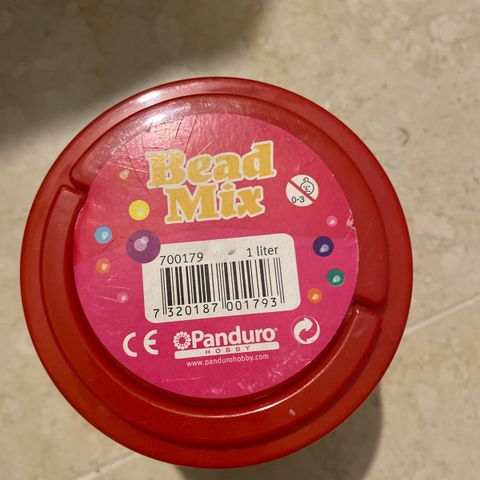 Bead
Mix
0-3
700179 1 liter
7 320187 001793
CE Panduro
HOBBY
www.pandurohobby.com